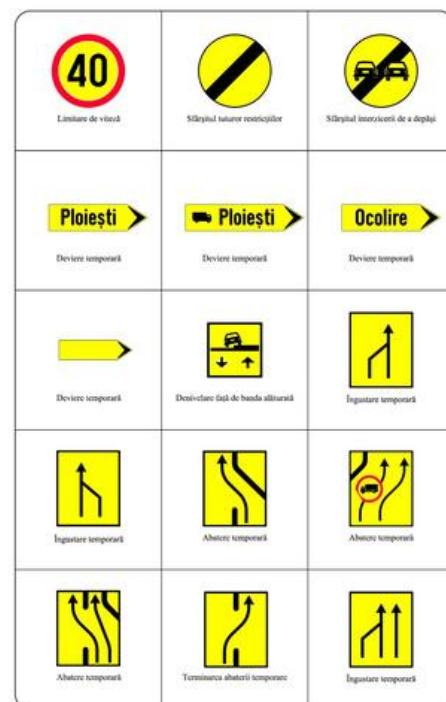 40
Limitare de viteză
Sfârșitul tuturor restricțiilor
Sfârșitul interzicerii de a depăși
Ploiești
Deviere temporară
Ploiești
Deviere temporară
Ocolire
Deviere temporară
Deviere temporară
Denivelare față de banda alăturată
Îngustare temporară
Îngustare temporară
Abatere temporară
Abatere temporară
Abatere temporară
Terminarea abaterii temporare
Îngustare temporară